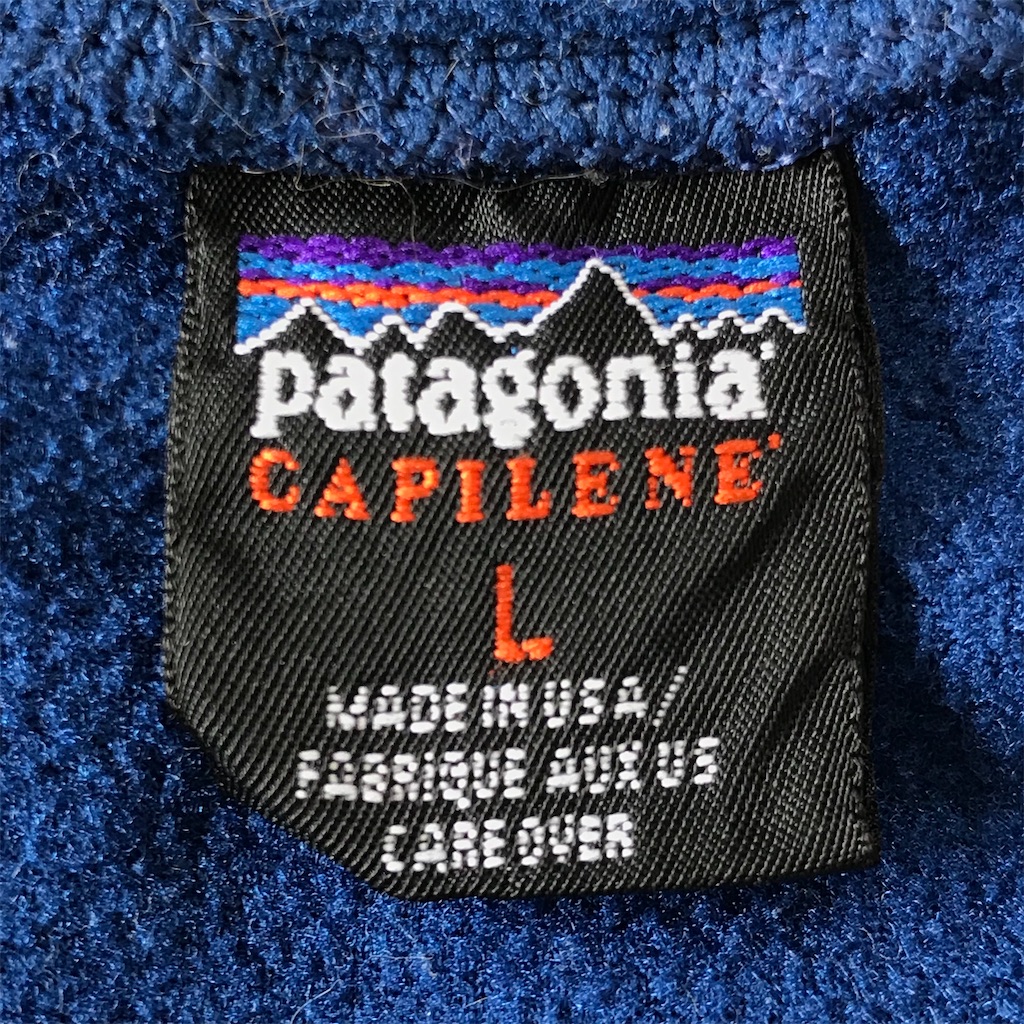 patagonia®
CAPILENE®
L
MADE IN USA/
FABRIQUE AUX US
CARE OVER